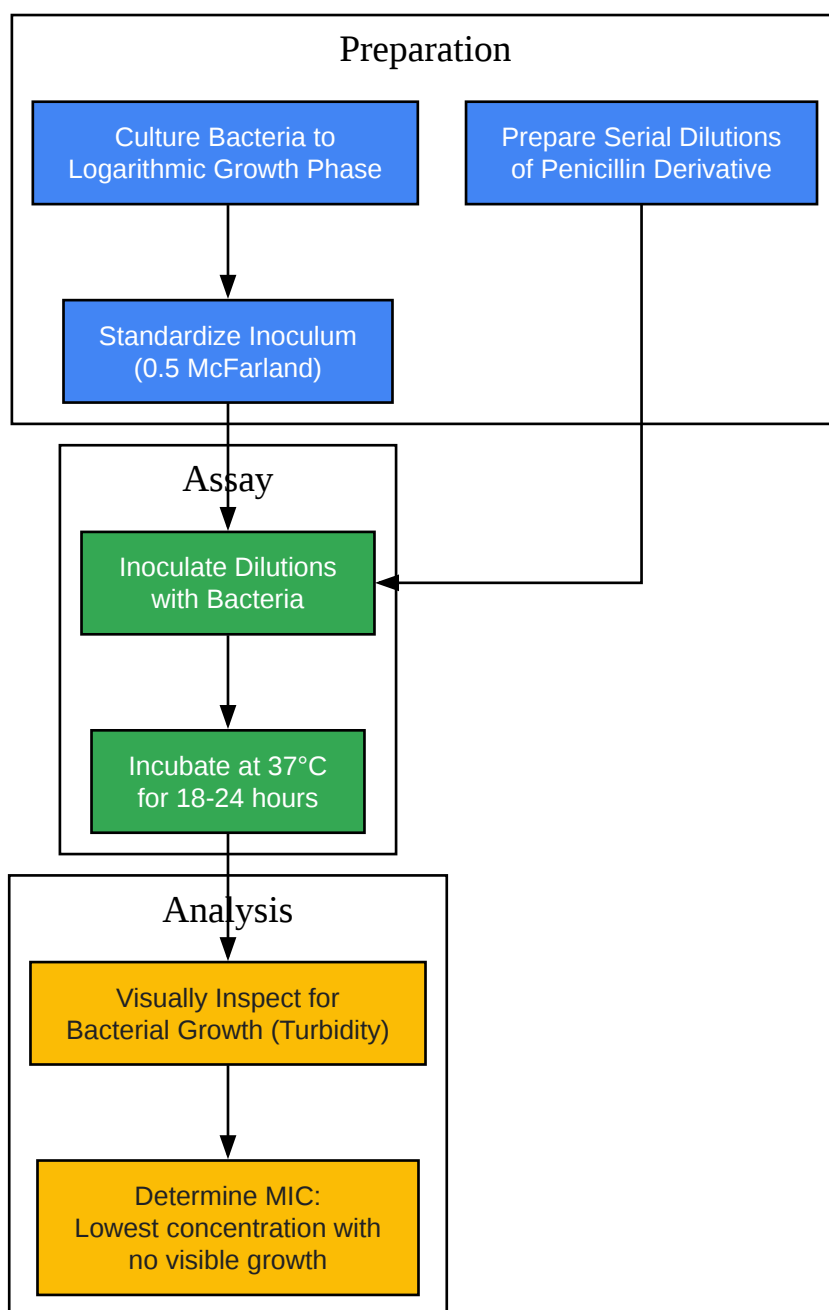 Preparation
Culture Bacteria to
Logarithmic Growth Phase
Prepare Serial Dilutions
of Penicillin Derivative
Standardize Inoculum
(0.5 McFarland)
Assay
Inoculate Dilutions
with Bacteria
Incubate at 37°C
for 18-24 hours
Analysis
Visually Inspect for
Bacterial Growth (Turbidity)
Determine MIC:
Lowest concentration with
no visible growth